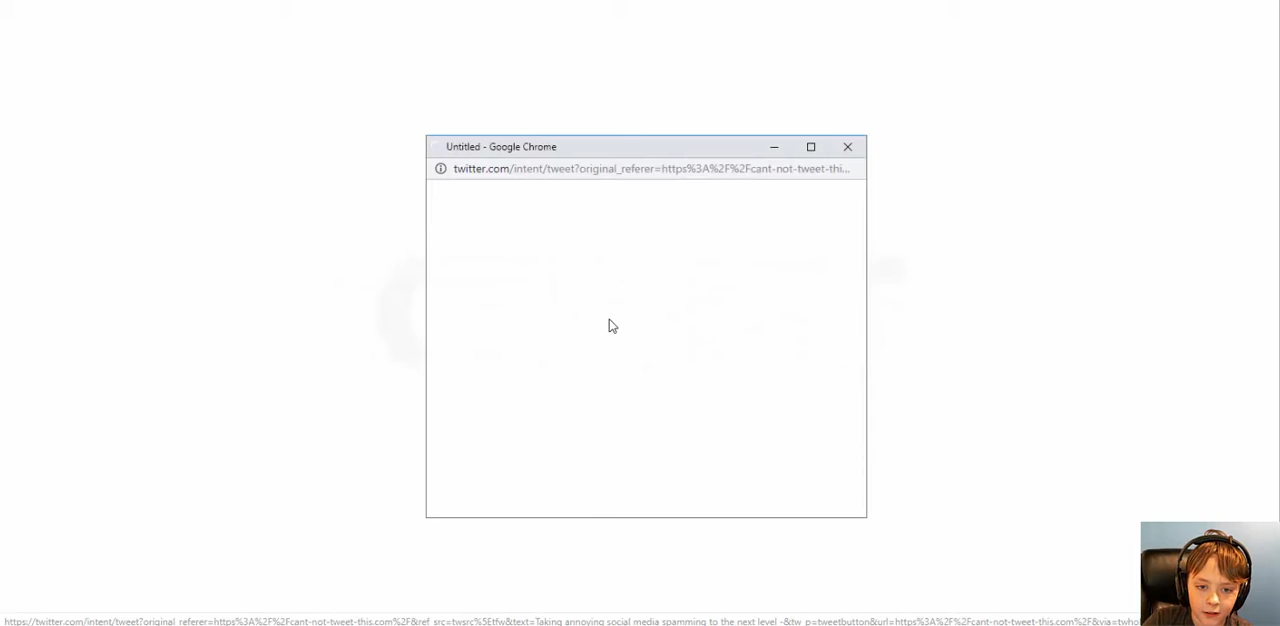 Untitled - Google Chrome
twitter.com/intent/tweet?original_referer=https%3A%2F%2Fcant-not-tweet-thi...
https://twitter.com/intent/tweet?original_referer=https%3A%2F%2Fcant-not-tweet-this.com%2F&ref_src=twsrc%5Etfw&text=Taking annoying social media spamming to the next level -&tw_p=tweetbutton&url=https%3A%2F%2Fcant-not-tweet-this.com%2F&via=twho